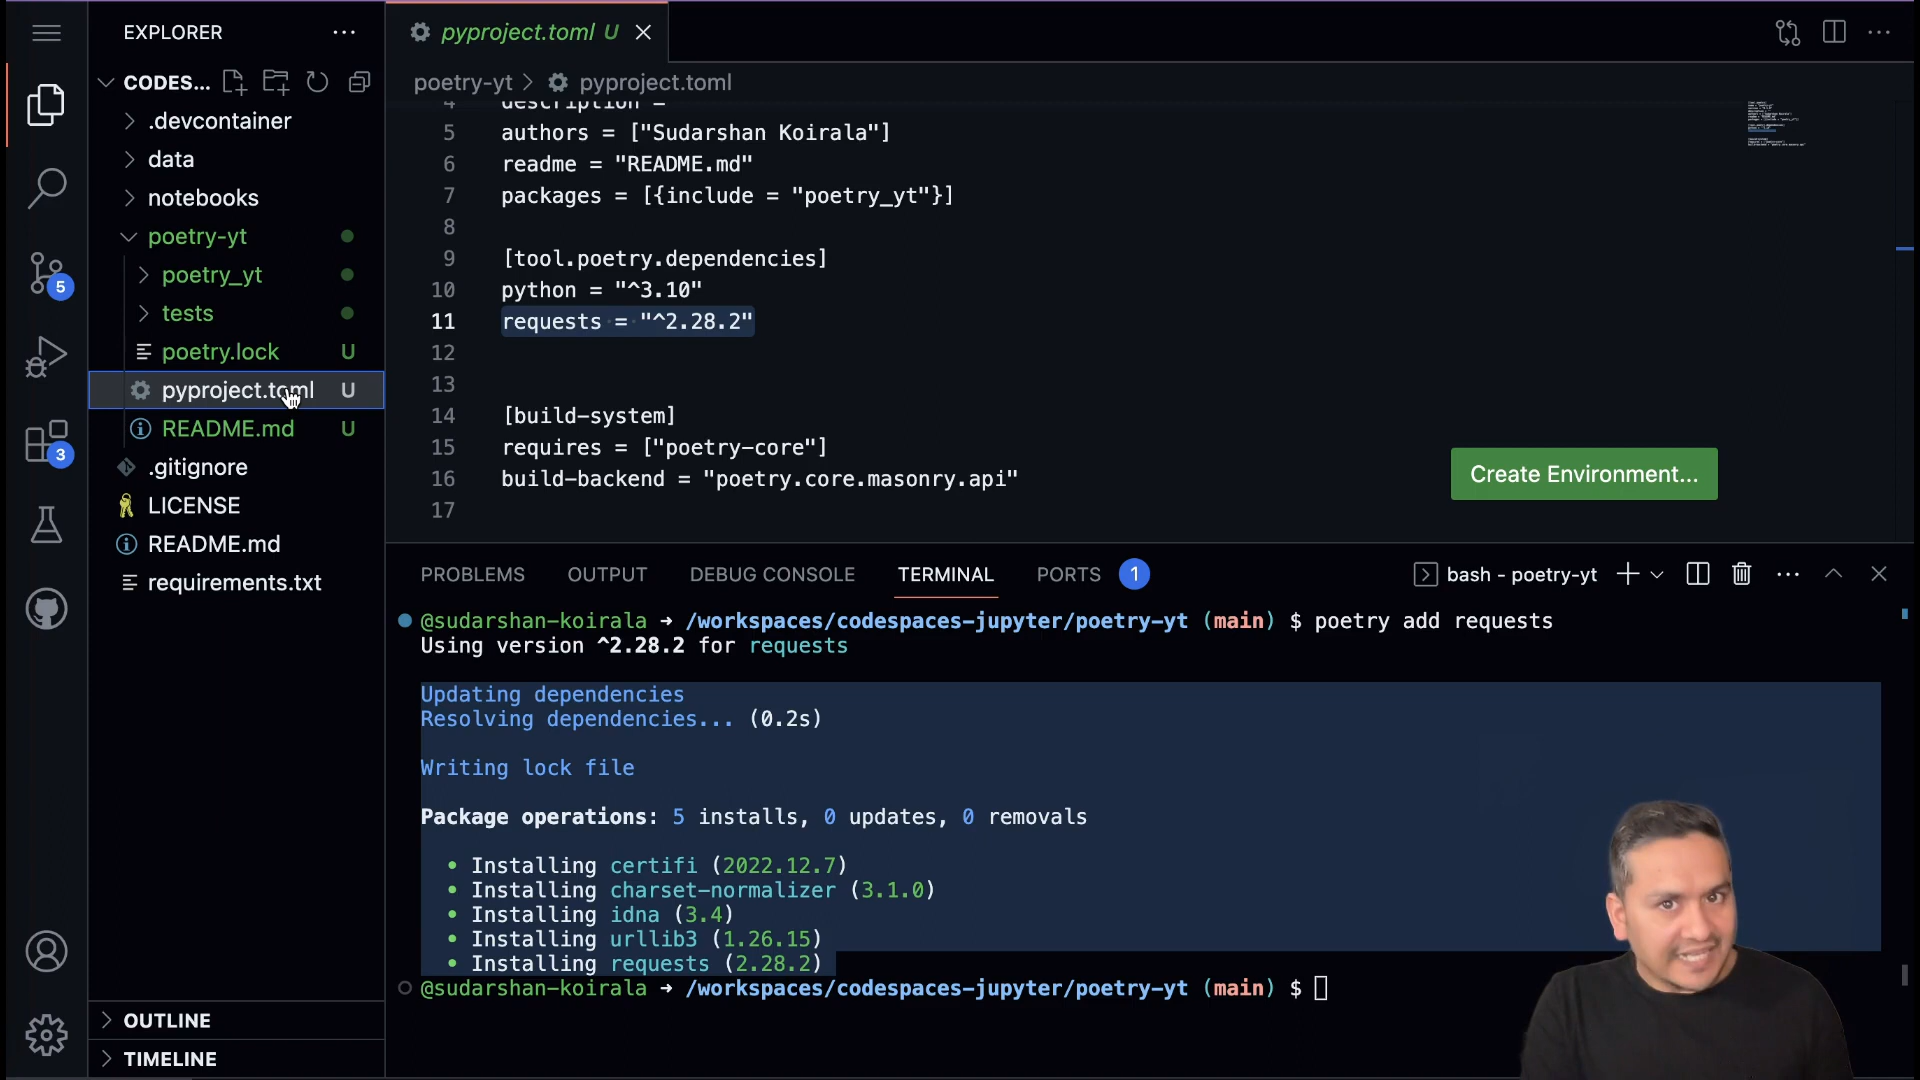 EXPLORER
CODES...
.devcontainer
data
notebooks
poetry-yt
poetry_yt
tests
poetry.lock U
pyproject.toml U
README.md U
.gitignore
LICENSE
README.md
requirements.txt
OUTLINE
TIMELINE
5
3
pyproject.toml U
poetry-yt > pyproject.toml
4 description =
5 authors = ["Sudarshan Koirala"]
6 readme = "README.md"
7 packages = [{include = "poetry_yt"}]
8
9 [tool.poetry.dependencies]
10 python = "^3.10"
11 requests = "^2.28.2"
12
13
14 [build-system]
15 requires = ["poetry-core"]
16 build-backend = "poetry.core.masonry.api"
17
Create Environment...
PROBLEMS OUTPUT DEBUG CONSOLE TERMINAL PORTS 1 bash - poetry-yt
@sudarshan-koirala → /workspaces/codespaces-jupyter/poetry-yt (main) $ poetry add requests
Using version ^2.28.2 for requests
Updating dependencies
Resolving dependencies... (0.2s)
Writing lock file
Package operations: 5 installs, 0 updates, 0 removals
• Installing certifi (2022.12.7)
• Installing charset-normalizer (3.1.0)
• Installing idna (3.4)
• Installing urllib3 (1.26.15)
• Installing requests (2.28.2)
@sudarshan-koirala → /workspaces/codespaces-jupyter/poetry-yt (main) $